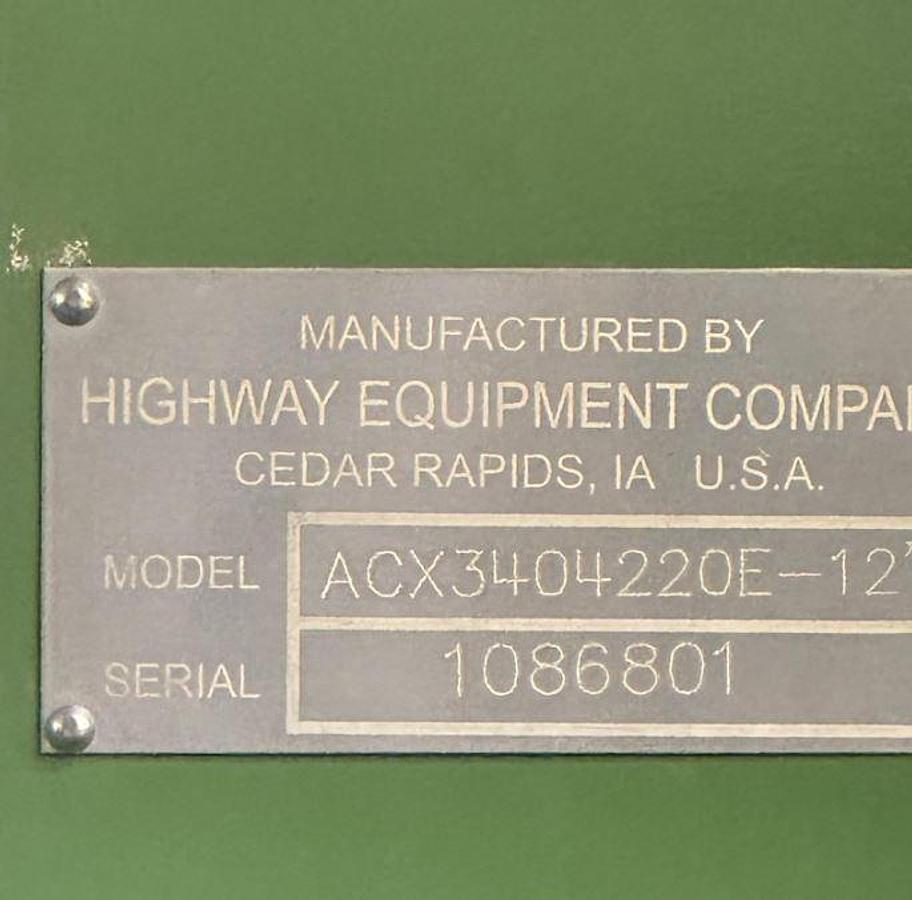 MANUFACTURED BY
HIGHWAY EQUIPMENT COMPA
CEDAR RAPIDS, IA U.S.A.
MODEL ACX3404220E-12
SERIAL 1086801